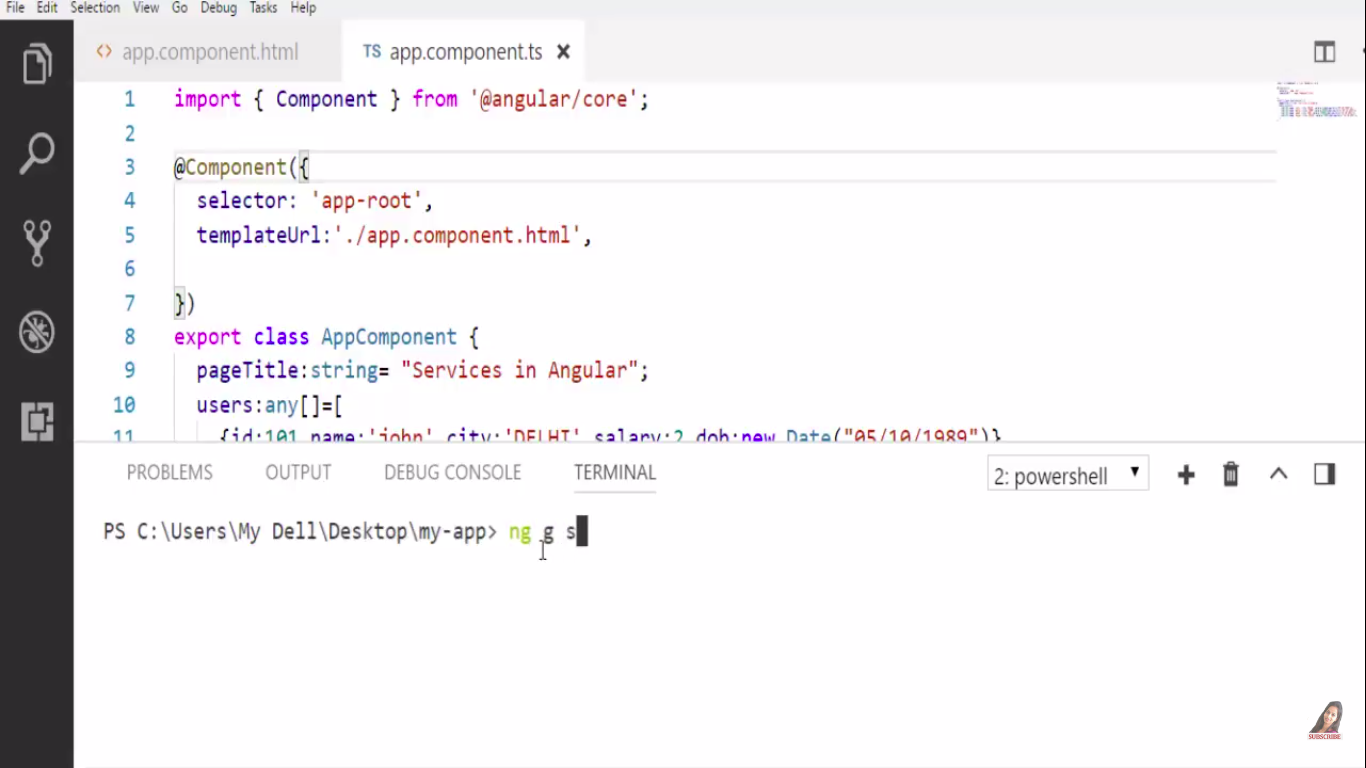 File Edit Selection View Go Debug Tasks Help
app.component.html TS app.component.ts
1 import { Component } from '@angular/core';
2
3 @Component({
4 selector: 'app-root',
5 templateUrl:'./app.component.html',
6
7 })
8 export class AppComponent {
9 pageTitle:string= "Services in Angular";
10 users:any[]=[
11 {id:101,name:'john',city:'DELHI',salary:2,dob:new Date("05/10/1989")}
PROBLEMS OUTPUT DEBUG CONSOLE TERMINAL 2: powershell
PS C:\Users\My Dell\Desktop\my-app> ng g s
SUBSCRIBE